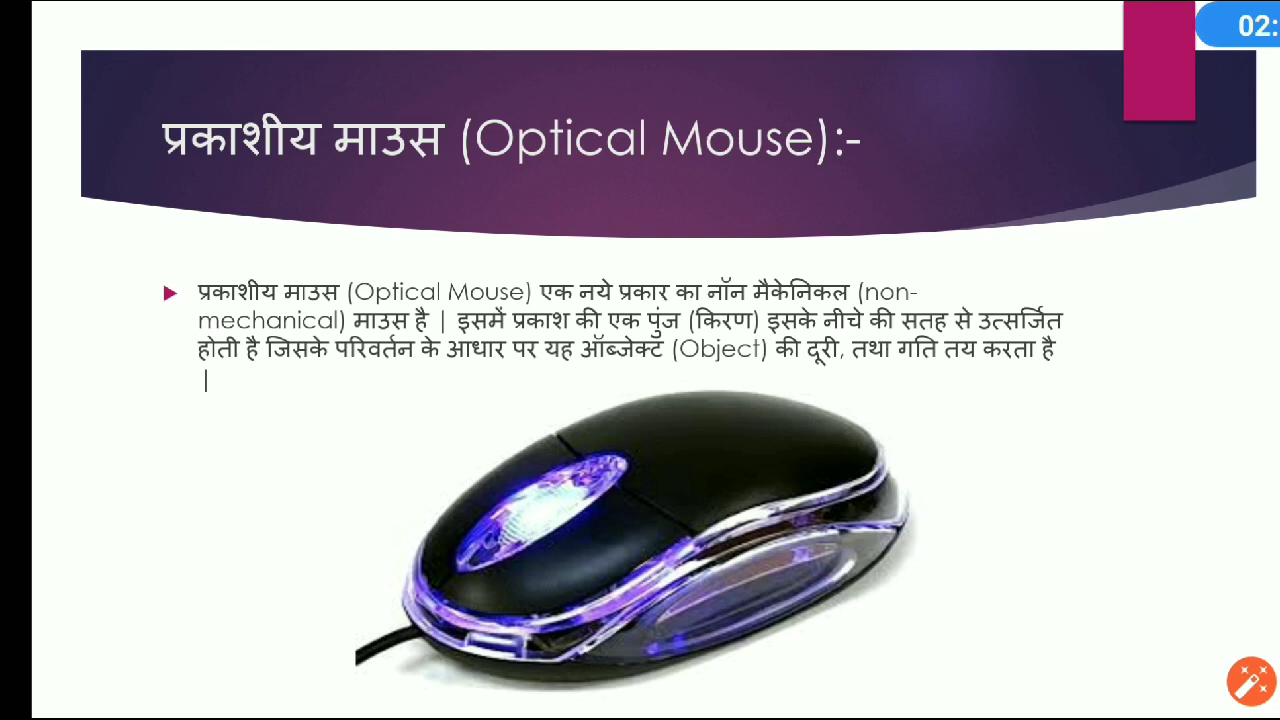 02:
प्रकाशीय माउस (Optical Mouse):-
प्रकाशीय माउस (Optical Mouse) एक नये प्रकार का नॉन मैकेनिकल (non-
mechanical) माउस है | इसमें प्रकाश की एक पुंज (किरण) इसके नीचे की सतह से उत्सर्जित
होती है जिसके परिवर्तन के आधार पर यह ऑब्जेक्ट (Object) की दूरी, तथा गति तय करता है
|